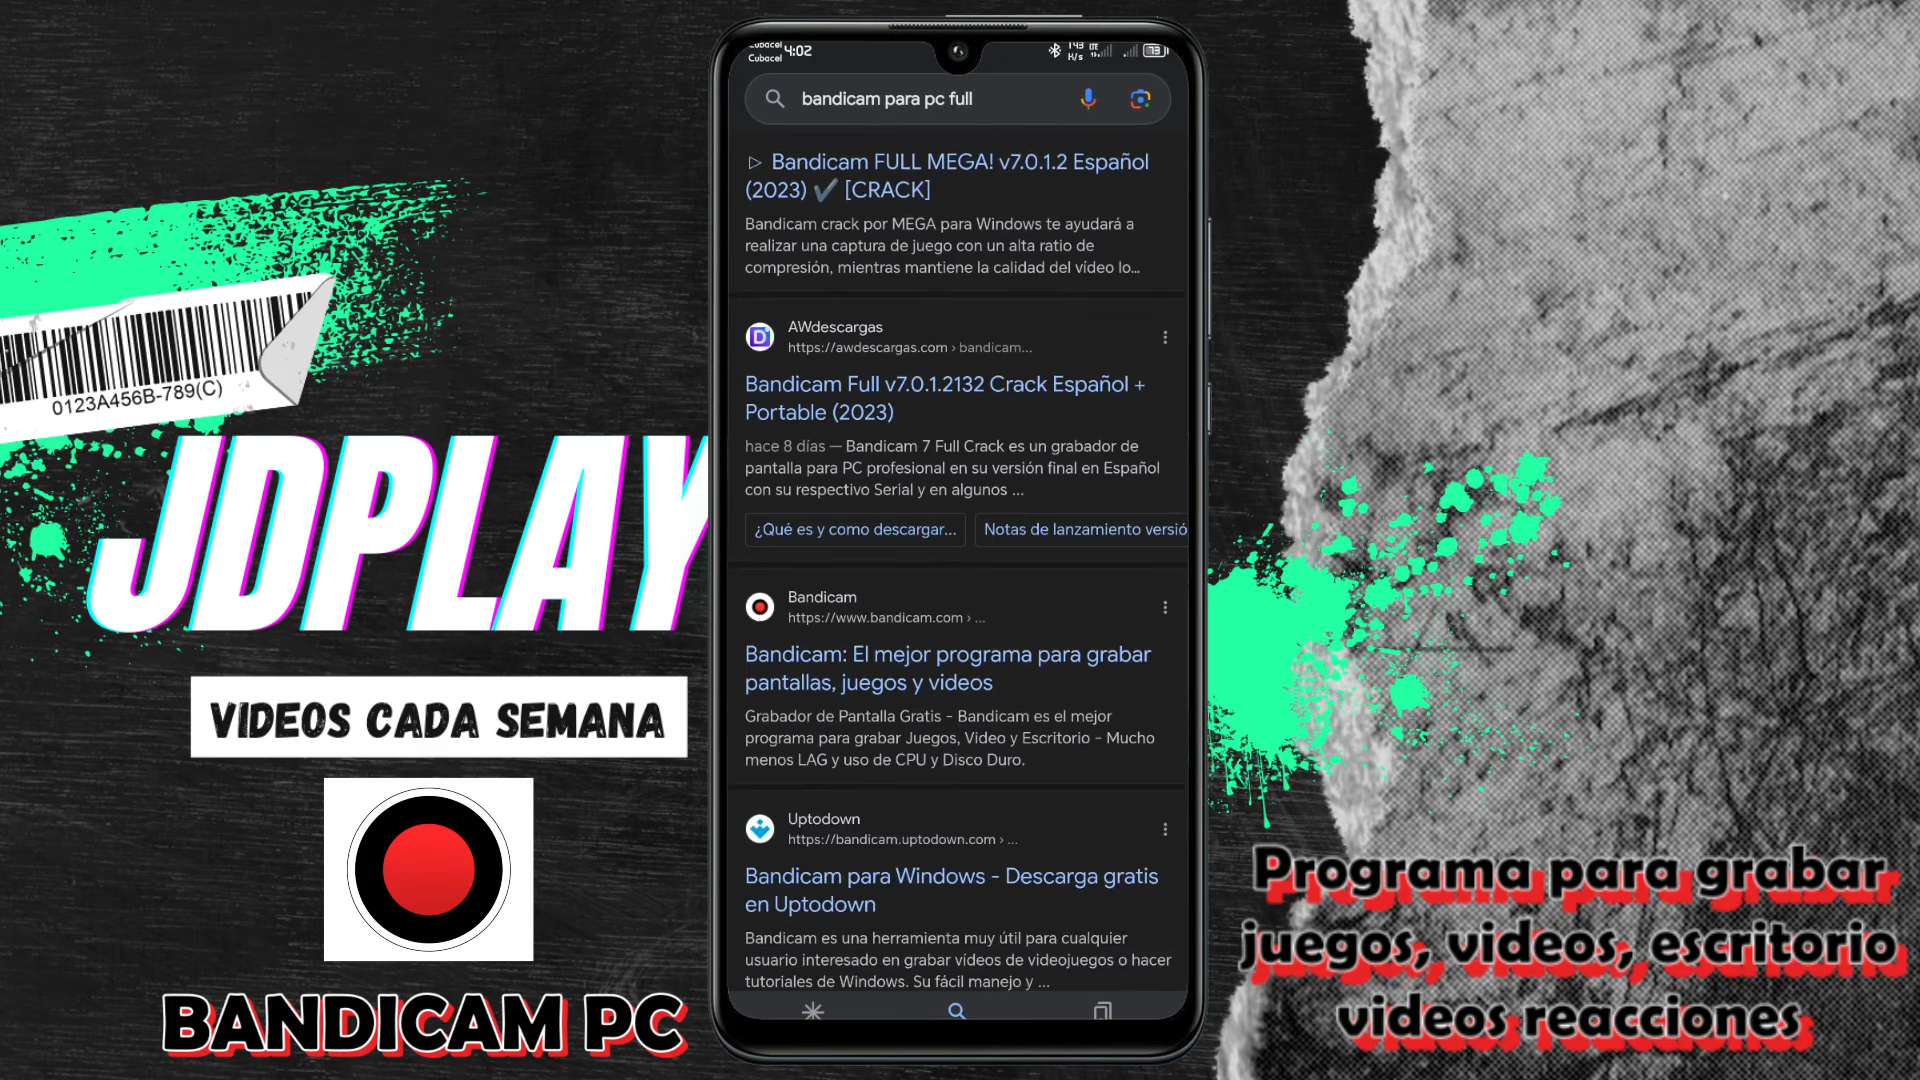 0123A456B-789(C)
JDPLAY
VIDEOS CADA SEMANA
BANDICAM PC
Cubacel
Cubacel
4:02
143
K/s
LTE
73
bandicam para pc full
▷ Bandicam FULL MEGA! v7.0.1.2 Español
(2023) ✔ [CRACK]
Bandicam crack por MEGA para Windows te ayudará a
realizar una captura de juego con un alta ratio de
compresión, mientras mantiene la calidad del vídeo lo...
AWdescargas
https://awdescargas.com › bandicam...
Bandicam Full v7.0.1.2132 Crack Español +
Portable (2023)
hace 8 días — Bandicam 7 Full Crack es un grabador de
pantalla para PC profesional en su versión final en Español
con su respectivo Serial y en algunos ...
¿Qué es y como descargar...
Notas de lanzamiento versió
Bandicam
https://www.bandicam.com › ...
Bandicam: El mejor programa para grabar
pantallas, juegos y videos
Grabador de Pantalla Gratis - Bandicam es el mejor
programa para grabar Juegos, Video y Escritorio - Mucho
menos LAG y uso de CPU y Disco Duro.
Uptodown
https://bandicam.uptodown.com › ...
Bandicam para Windows - Descarga gratis
en Uptodown
Bandicam es una herramienta muy útil para cualquier
usuario interesado en grabar vídeos de videojuegos o hacer
tutoriales de Windows. Su fácil manejo y ...
Programa para grabar
juegos, videos, escritorio
videos reacciones